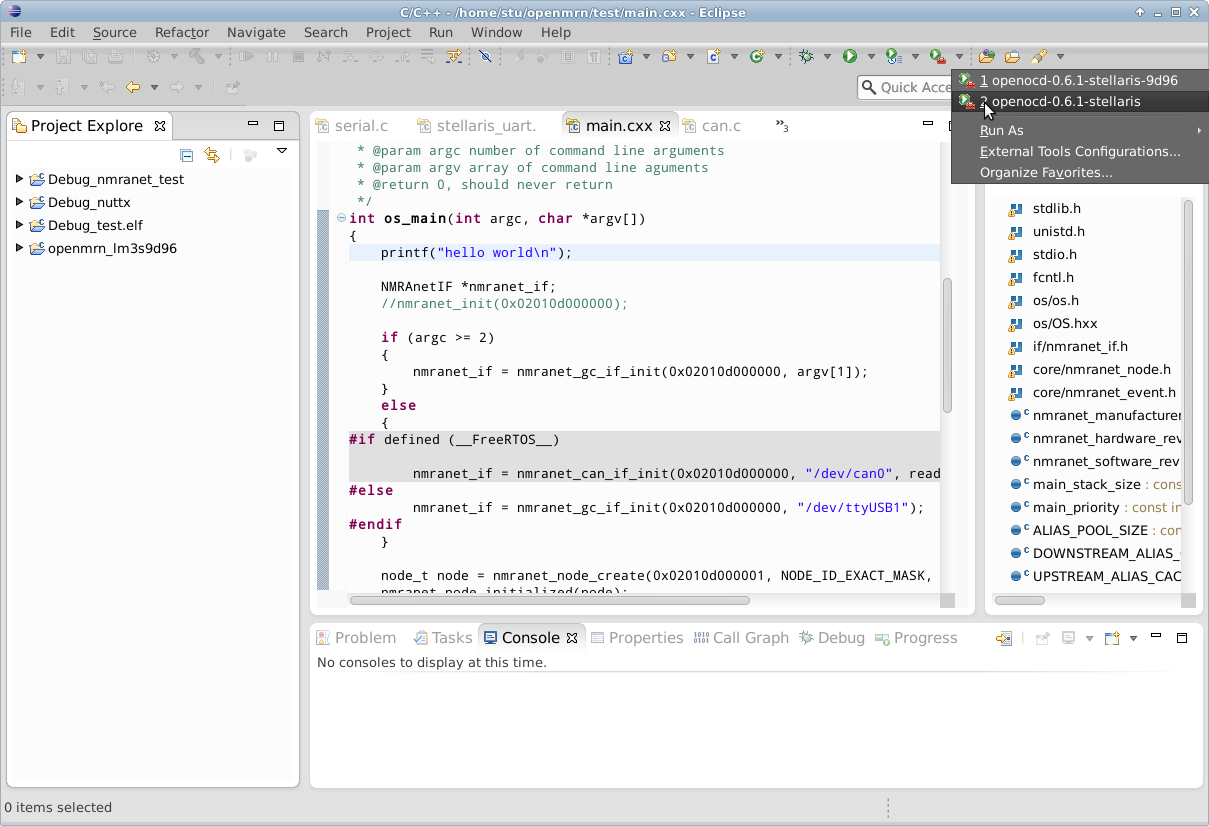 C/C++ - /home/stu/openmrn/test/main.cxx - Eclipse
File Edit Source Refactor Navigate Search Project Run Window Help
Quick Acce
1 openocd-0.6.1-stellaris-9d96
2 openocd-0.6.1-stellaris
Run As
External Tools Configurations...
Organize Favorites...
Project Explore
Debug_nmranet_test
Debug_nuttx
Debug_test.elf
openmrn_lm3s9d96
serial.c stellaris_uart. main.cxx can.c »3
* @param argc number of command line arguments
* @param argv array of command line aguments
* @return 0, should never return
*/
int os_main(int argc, char *argv[])
{
printf("hello world\n");
NMRAnetIF *nmranet_if;
//nmranet_init(0x02010d000000);
if (argc >= 2)
{
nmranet_if = nmranet_gc_if_init(0x02010d000000, argv[1]);
}
else
{
#if defined (__FreeRTOS__)
nmranet_if = nmranet_can_if_init(0x02010d000000, "/dev/can0", read
#else
nmranet_if = nmranet_gc_if_init(0x02010d000000, "/dev/ttyUSB1");
#endif
}
node_t node = nmranet_node_create(0x02010d000001, NODE_ID_EXACT_MASK,
nmranet_node_initialized(node);
stdlib.h
unistd.h
stdio.h
fcntl.h
os/os.h
os/OS.hxx
if/nmranet_if.h
core/nmranet_node.h
core/nmranet_event.h
nmranet_manufacturer
nmranet_hardware_rev
nmranet_software_rev
main_stack_size : cons
main_priority : const in
ALIAS_POOL_SIZE : con
DOWNSTREAM_ALIAS_
UPSTREAM_ALIAS_CAC
Problem Tasks Console Properties Call Graph Debug Progress
No consoles to display at this time.
0 items selected